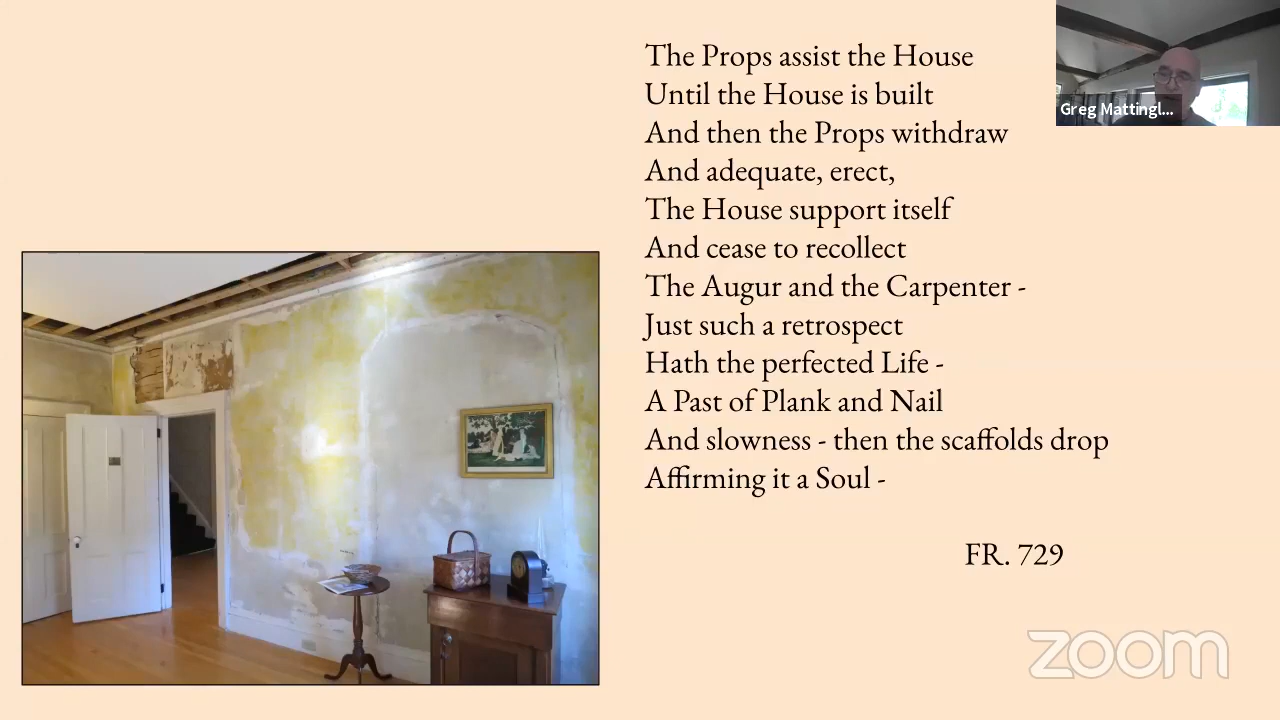 The Props assist the House
Until the House is built
And then the Props withdraw
And adequate, erect,
The House support itself
And cease to recollect
The Augur and the Carpenter -
Just such a retrospect
Hath the perfected Life -
A Past of Plank and Nail
And slowness - then the scaffolds drop
Affirming it a Soul -
FR. 729
Greg Mattingl...
zoom